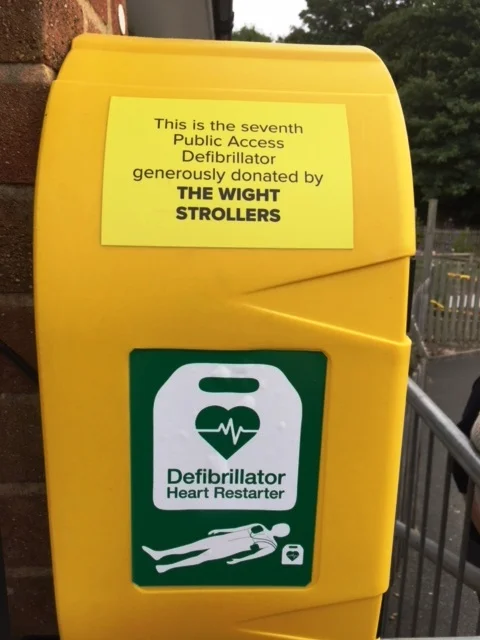 This is the seventh
Public Access
Defibrillator
generously donated by
THE WIGHT
STROLLERS
Defibrillator
Heart Restarter